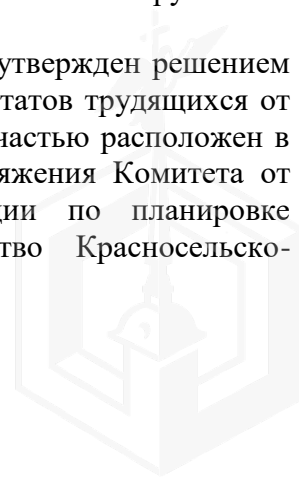 утвержден решением
татов трудящихся от
частью расположен в
яжения Комитета от
ции по планировке
тво Красносельско-